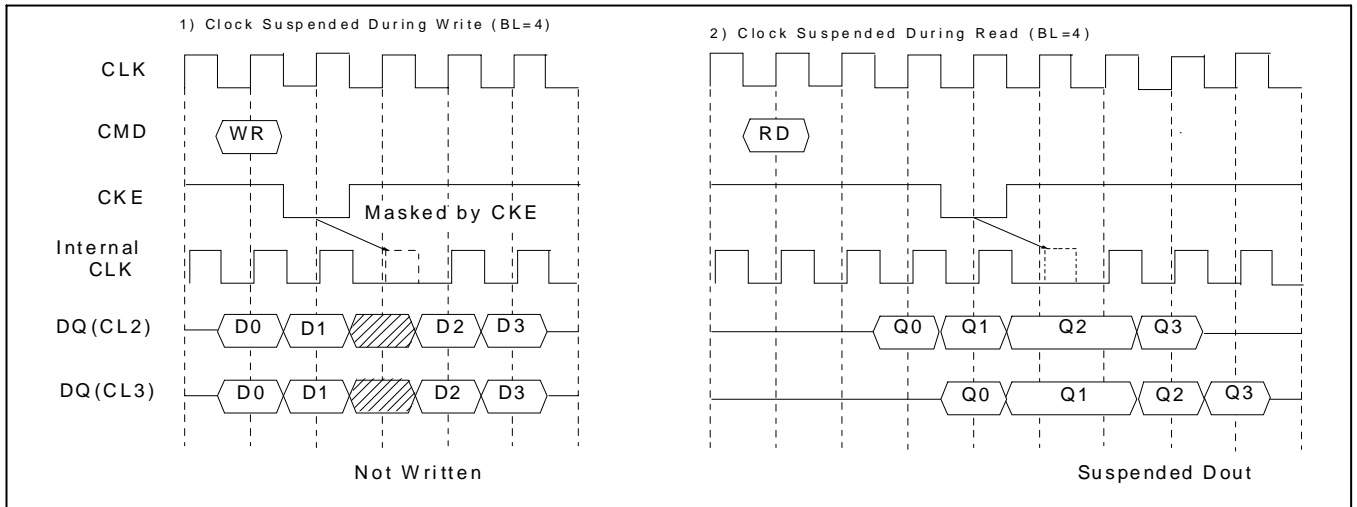 1) Clock Suspended During Write (BL=4)
2) Clock Suspended During Read (BL=4)
CLK
CMD
WR
RD
CKE
Masked by CKE
Internal
CLK
DQ(CL2)
D0 D1 D2 D3
Q0 Q1 Q2 Q3
DQ(CL3)
D0 D1 D2 D3
Q0 Q1 Q2 Q3
Not Written
Suspended Dout